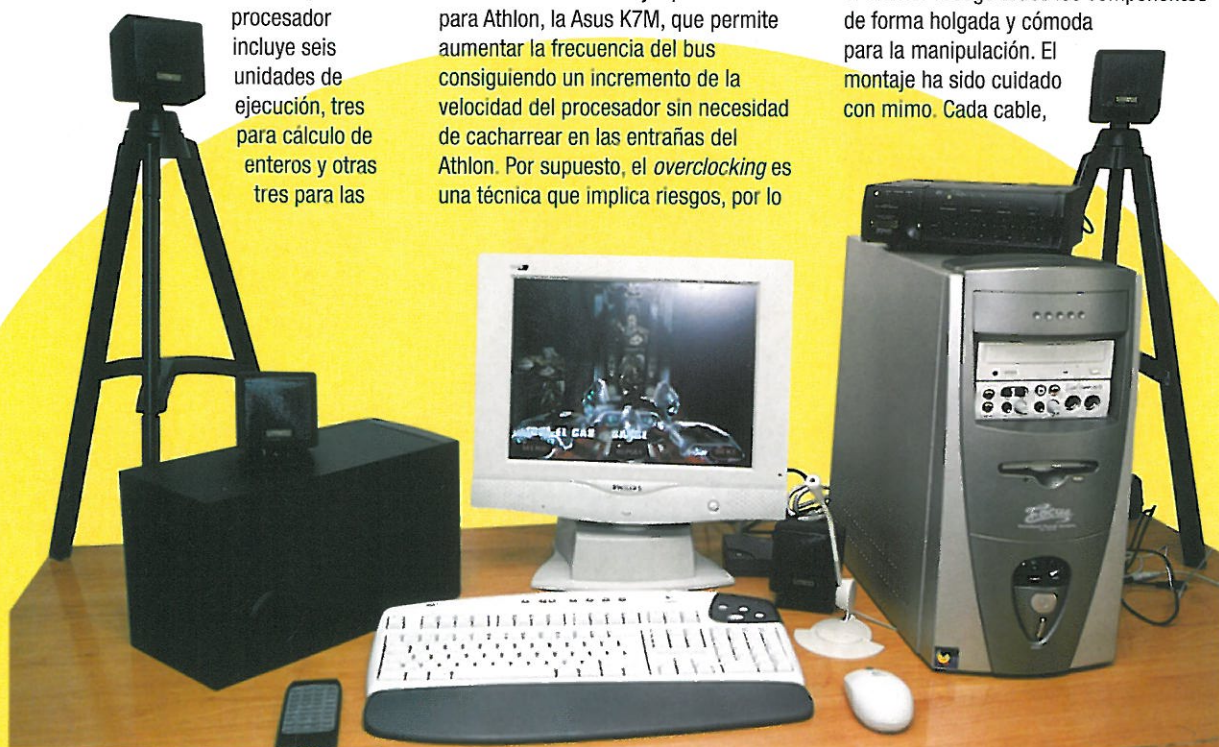 procesador
incluye seis
unidades de
ejecución, tres
para cálculo de
enteros y otras
tres para las
para Athlon, la Asus K7M, que permite
aumentar la frecuencia del bus
consiguiendo un incremento de la
velocidad del procesador sin necesidad
de cacharrear en las entrañas del
Athlon. Por supuesto, el overclocking es
una técnica que implica riesgos, por lo
de forma holgada y cómoda
para la manipulación. El
montaje ha sido cuidado
con mimo. Cada cable,
PHILIPS